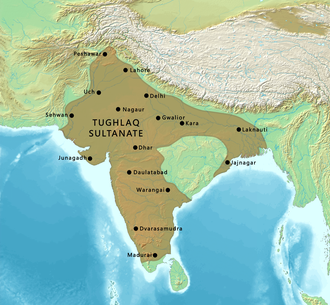 Peshawar
Lahore
Uch
Delhi
Nagaur
Sehwan
Gwalior
Kara
TUGHLAQ
SULTANATE
Lakhnauti
Dhar
Junagadh
Jajnagar
Daulatabad
Warangal
Dvarasamudra
Madurai